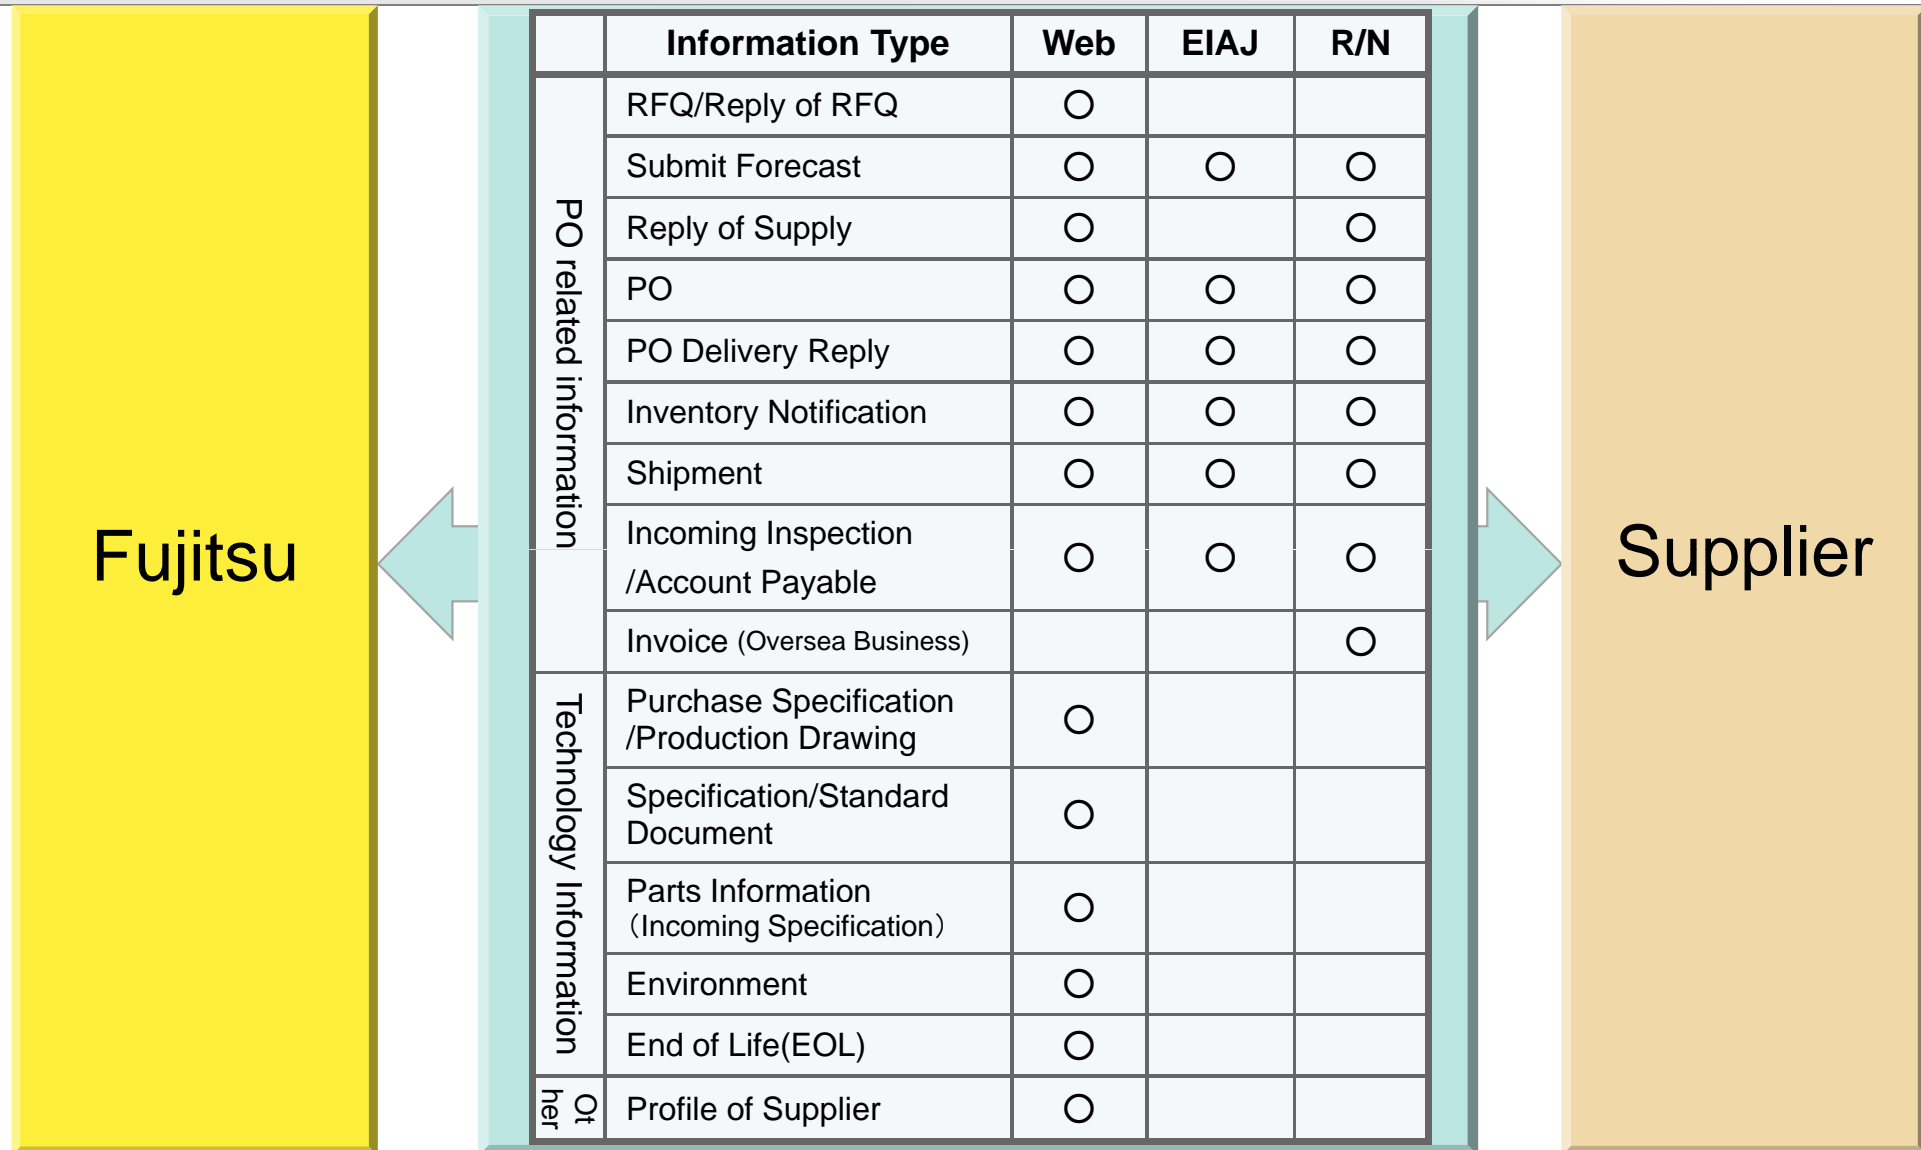 Fujitsu
Information Type Web EIAJ R/N
PO related information
RFQ/Reply of RFQ ○
Submit Forecast ○ ○ ○
Reply of Supply ○ ○
PO ○ ○ ○
PO Delivery Reply ○ ○ ○
Inventory Notification ○ ○ ○
Shipment ○ ○ ○
Incoming Inspection
/Account Payable ○ ○ ○
Invoice (Oversea Business) ○
Technology Information
Purchase Specification
/Production Drawing ○
Specification/Standard
Document ○
Parts Information
（Incoming Specification） ○
Environment ○
End of Life(EOL) ○
Ot
her
Profile of Supplier ○
Supplier